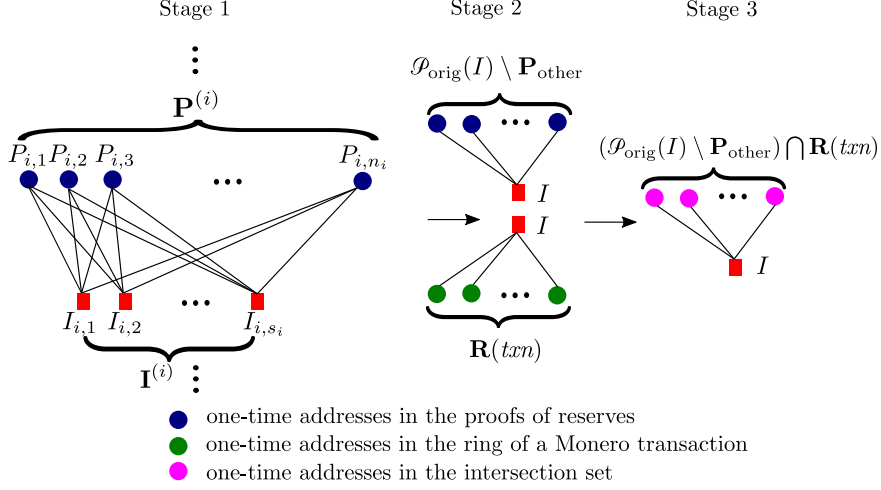 Stage 1
Stage 2
Stage 3
P^(i)
P_{i,1} P_{i,2} P_{i,3} ... P_{i,n_i}
I_{i,1} I_{i,2} ... I_{i,s_i}
I^(i)
𝒫_orig(I) \ P_other
...
I
I
...
R(txn)
(𝒫_orig(I) \ P_other) ⋂ R(txn)
...
I
one-time addresses in the proofs of reserves
one-time addresses in the ring of a Monero transaction
one-time addresses in the intersection set